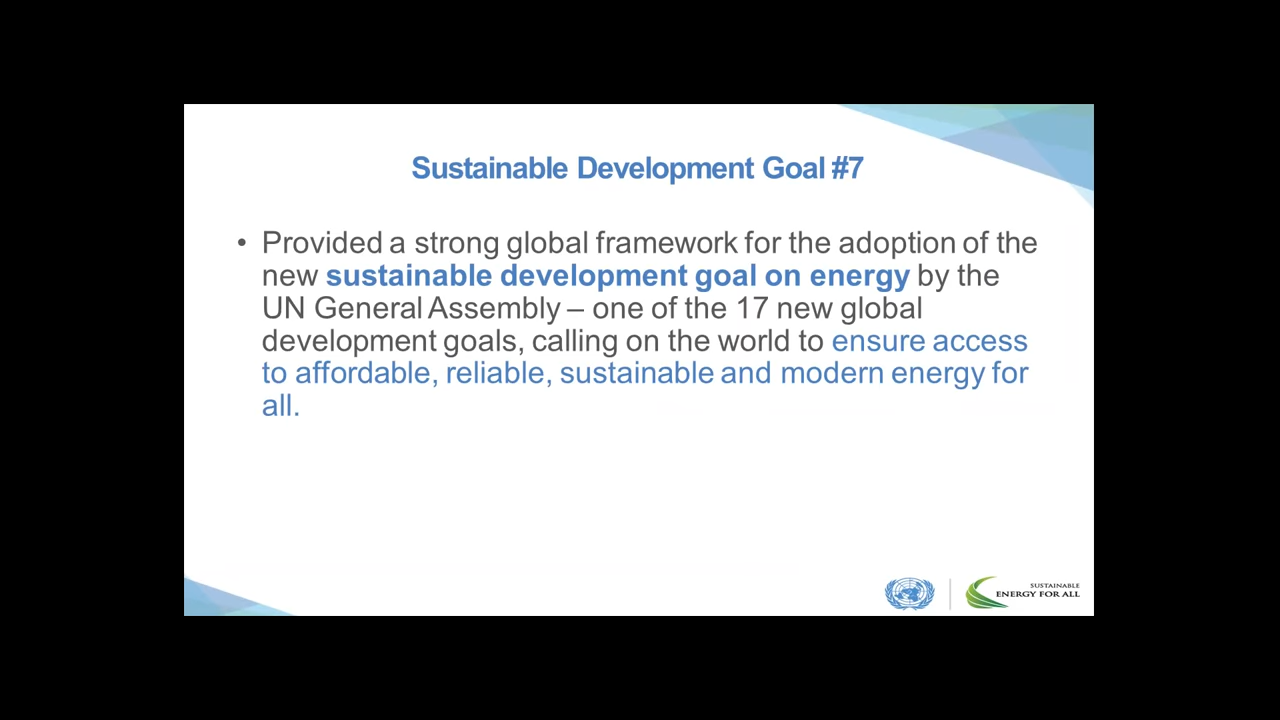 Sustainable Development Goal #7
• Provided a strong global framework for the adoption of the
new sustainable development goal on energy by the
UN General Assembly – one of the 17 new global
development goals, calling on the world to ensure access
to affordable, reliable, sustainable and modern energy for
all.
SUSTAINABLE
ENERGY FOR ALL